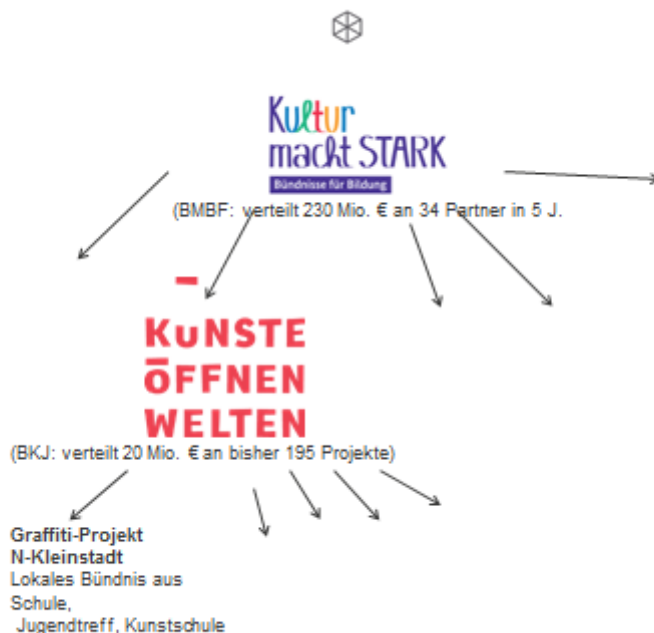 Kultur
macht STARK
Bündnisse für Bildung
(BMBF: verteilt 230 Mio. € an 34 Partner in 5 J.
KÜNSTE
ÖFFNEN
WELTEN
(BKJ: verteilt 20 Mio. € an bisher 195 Projekte)
Graffiti-Projekt
N-Kleinstadt
Lokales Bündnis aus
Schule,
Jugendtreff, Kunstschule